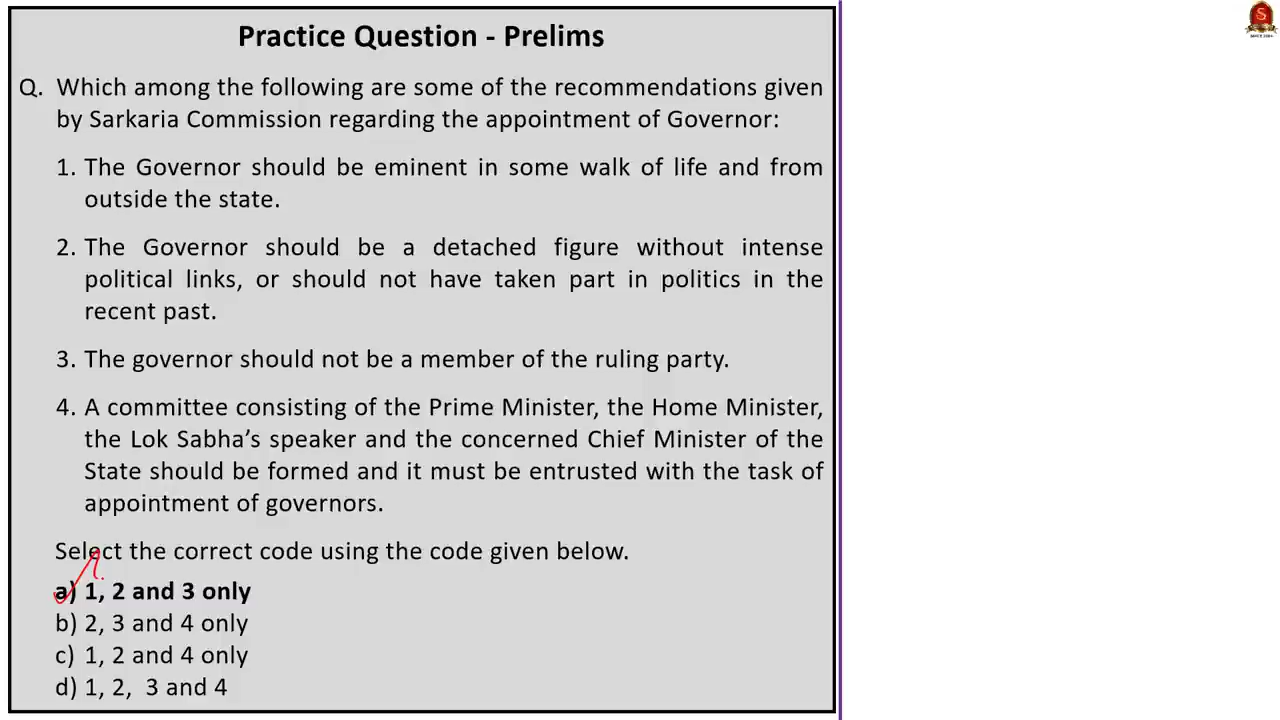 Practice Question - Prelims
Q. Which among the following are some of the recommendations given
by Sarkaria Commission regarding the appointment of Governor:
1. The Governor should be eminent in some walk of life and from
outside the state.
2. The Governor should be a detached figure without intense
political links, or should not have taken part in politics in the
recent past.
3. The governor should not be a member of the ruling party.
4. A committee consisting of the Prime Minister, the Home Minister,
the Lok Sabha’s speaker and the concerned Chief Minister of the
State should be formed and it must be entrusted with the task of
appointment of governors.
Select the correct code using the code given below.
a) 1, 2 and 3 only
b) 2, 3 and 4 only
c) 1, 2 and 4 only
d) 1, 2, 3 and 4
S